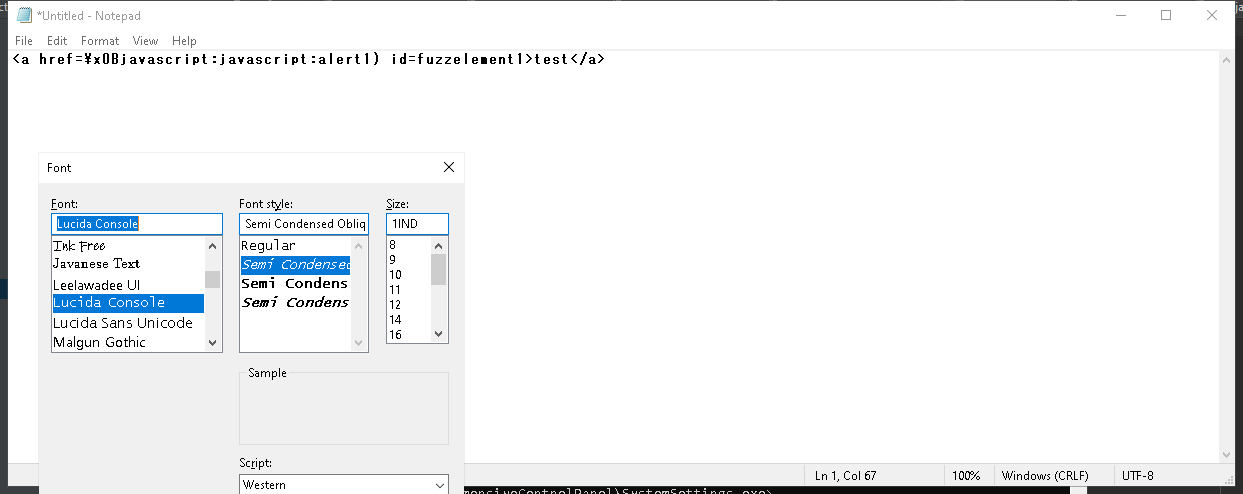 *Untitled - Notepad
File Edit Format View Help
<a href=¥x0Bjavascript:javascript:alert1) id=fuzzelement1>test</a>
Font
Font: Font style: Size:
Lucida Console Semi Condensed Obliq 1IND
Ink Free Regular 8
Javanese Text Semi Condensed 9
Leelawadee UI Semi Condens 10
Lucida Console Semi Condens 11
Lucida Sans Unicode 12
Malgun Gothic 14
16
Sample
Script:
Western
Ln 1, Col 67 100% Windows (CRLF) UTF-8
mersiveControlPanel\SystemSettings.exe>